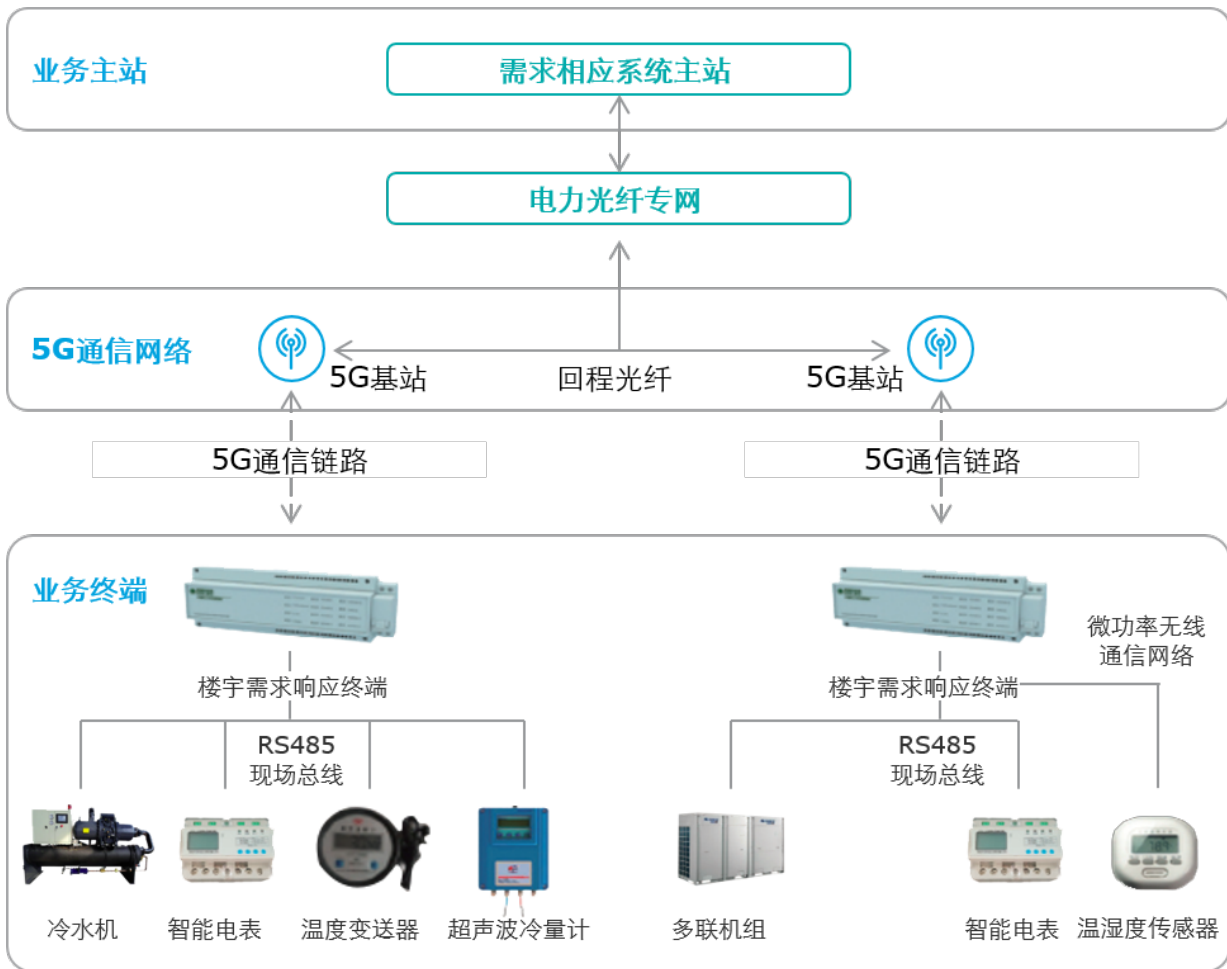 业务主站
需求相应系统主站
电力光纤专网
5G通信网络
5G基站
回程光纤
5G基站
5G通信链路
5G通信链路
业务终端
微功率无线
通信网络
楼宇需求响应终端
楼宇需求响应终端
RS485
现场总线
RS485
现场总线
冷水机
智能电表
温度变送器
超声波冷量计
多联机组
智能电表
温湿度传感器